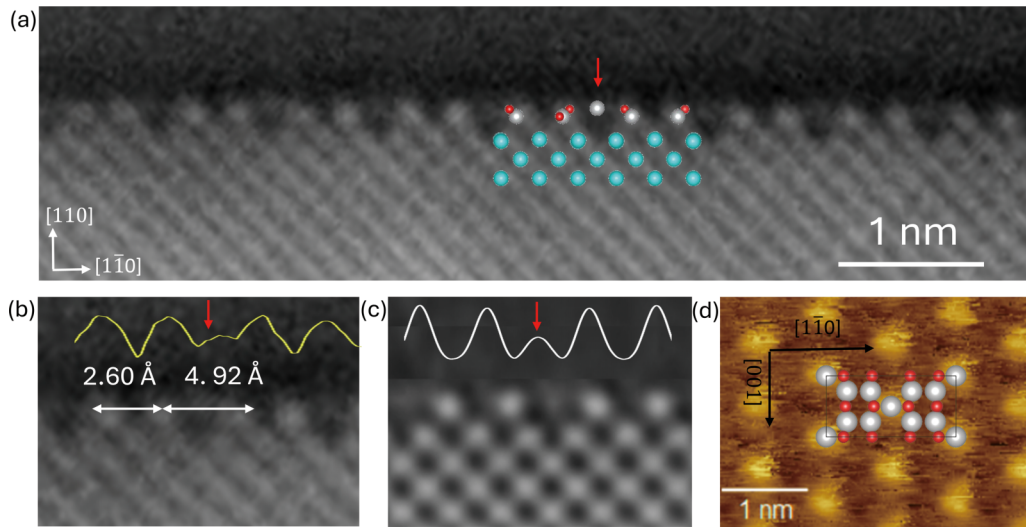 (a)
[110]
[11̅0]
1 nm
(b)
2.60 Å
4. 92 Å
(c)
(d)
[11̅0]
[001]
1 nm